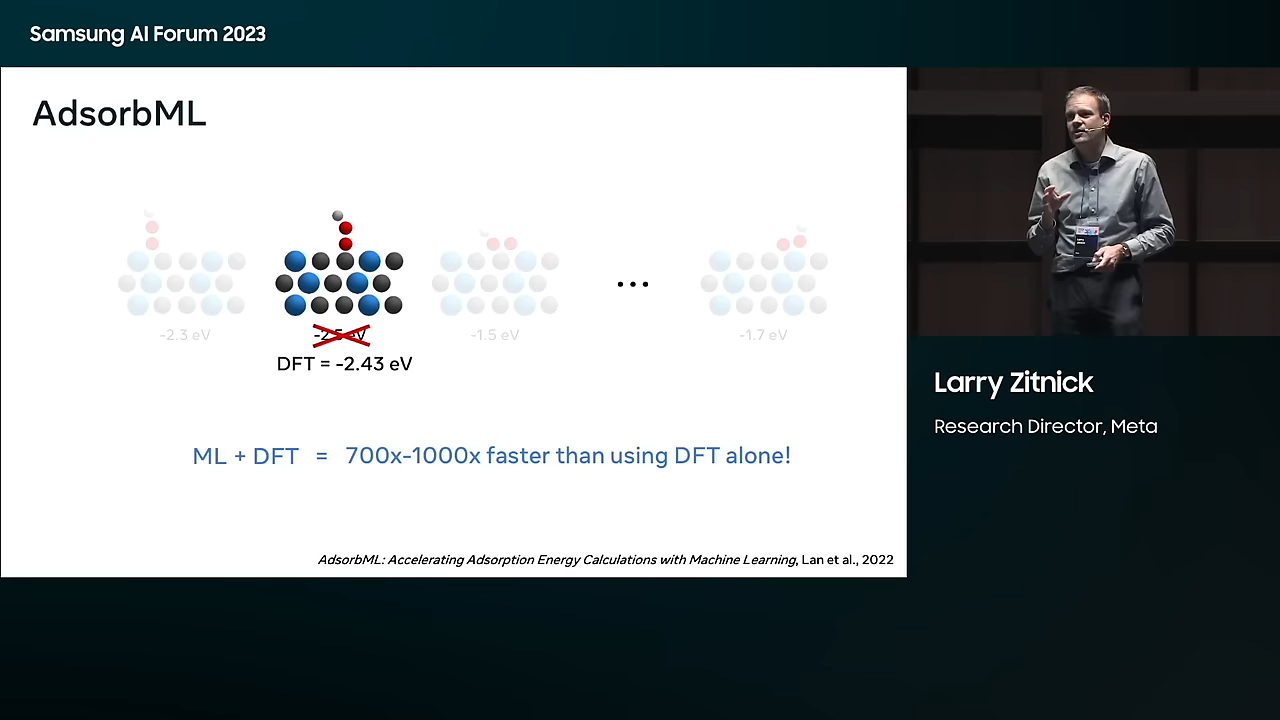 Samsung AI Forum 2023
AdsorbML
-2.3 eV
-2.5 eV
-1.5 eV
...
-1.7 eV
DFT = -2.43 eV
ML + DFT = 700x-1000x faster than using DFT alone!
AdsorbML: Accelerating Adsorption Energy Calculations with Machine Learning, Lan et al., 2022
Larry Zitnick
Research Director, Meta